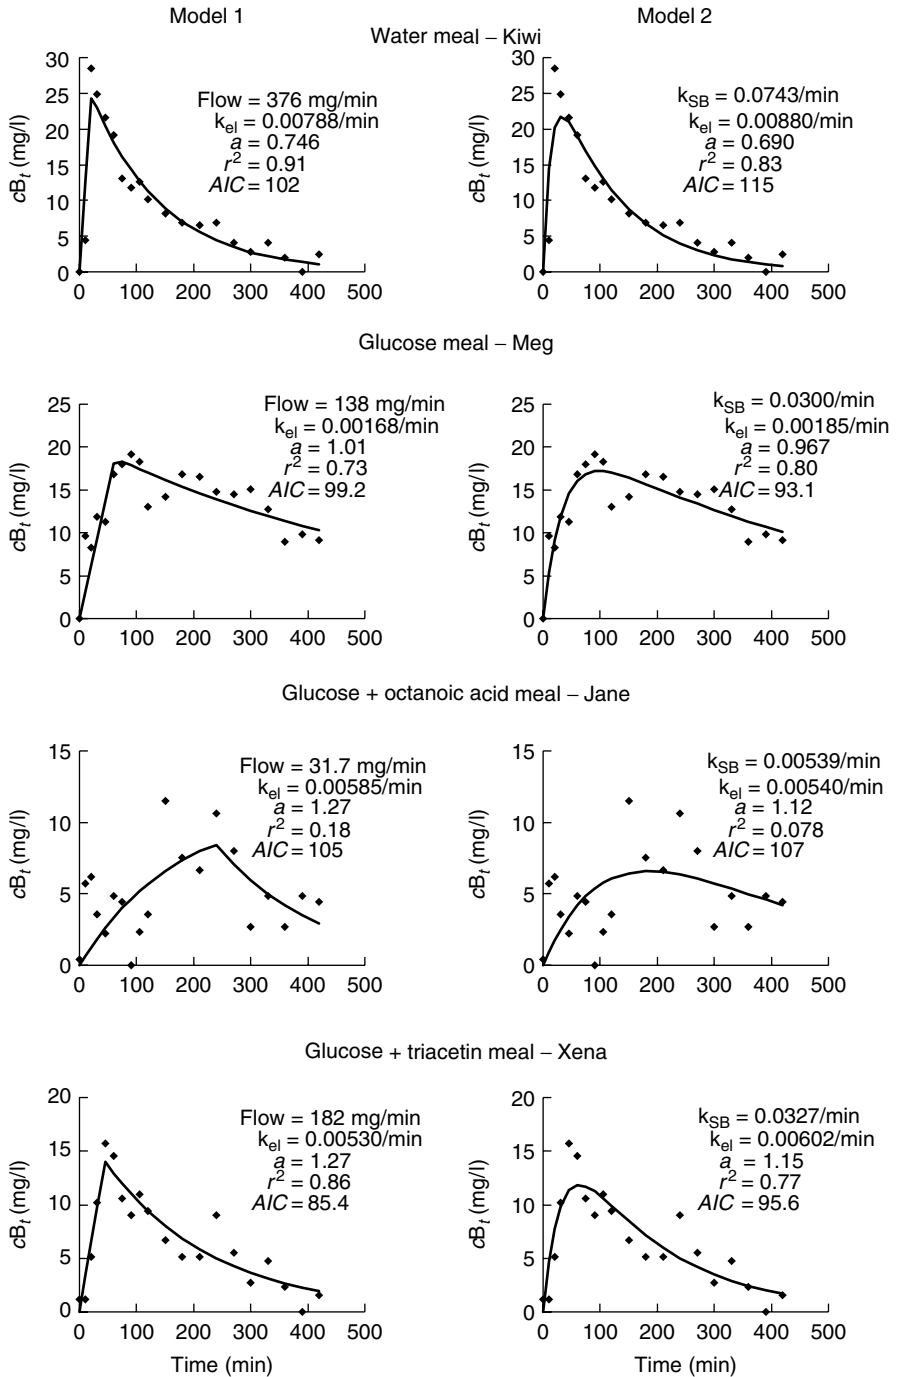 Model 1
Model 2
Water meal – Kiwi
30
25
20
15
10
5
0
cBt (mg/l)
0 100 200 300 400 500
Flow = 376 mg/min
kel = 0.00788/min
a = 0.746
r² = 0.91
AIC = 102
30
25
20
15
10
5
0
cBt (mg/l)
0 100 200 300 400 500
kSB = 0.0743/min
kel = 0.00880/min
a = 0.690
r² = 0.83
AIC = 115
Glucose meal – Meg
25
20
15
10
5
0
cBt (mg/l)
0 100 200 300 400 500
Flow = 138 mg/min
kel = 0.00168/min
a = 1.01
r² = 0.73
AIC = 99.2
25
20
15
10
5
0
cBt (mg/l)
0 100 200 300 400 500
kSB = 0.0300/min
kel = 0.00185/min
a = 0.967
r² = 0.80
AIC = 93.1
Glucose + octanoic acid meal – Jane
15
10
5
0
cBt (mg/l)
0 100 200 300 400 500
Flow = 31.7 mg/min
kel = 0.00585/min
a = 1.27
r² = 0.18
AIC = 105
15
10
5
0
cBt (mg/l)
0 100 200 300 400 500
kSB = 0.00539/min
kel = 0.00540/min
a = 1.12
r² = 0.078
AIC = 107
Glucose + triacetin meal – Xena
20
15
10
5
0
cBt (mg/l)
0 100 200 300 400 500
Time (min)
Flow = 182 mg/min
kel = 0.00530/min
a = 1.27
r² = 0.86
AIC = 85.4
20
15
10
5
0
cBt (mg/l)
0 100 200 300 400 500
Time (min)
kSB = 0.0327/min
kel = 0.00602/min
a = 1.15
r² = 0.77
AIC = 95.6